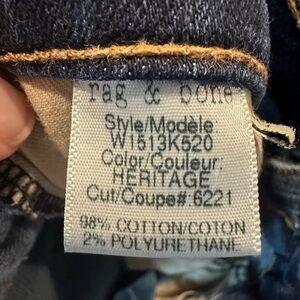 rag & bone
Style/Modèle
W1513K520
Color/Couleur
HERITAGE
Cut/Coupe# 6221
98% COTTON/COTON
2% POLYURETHANE